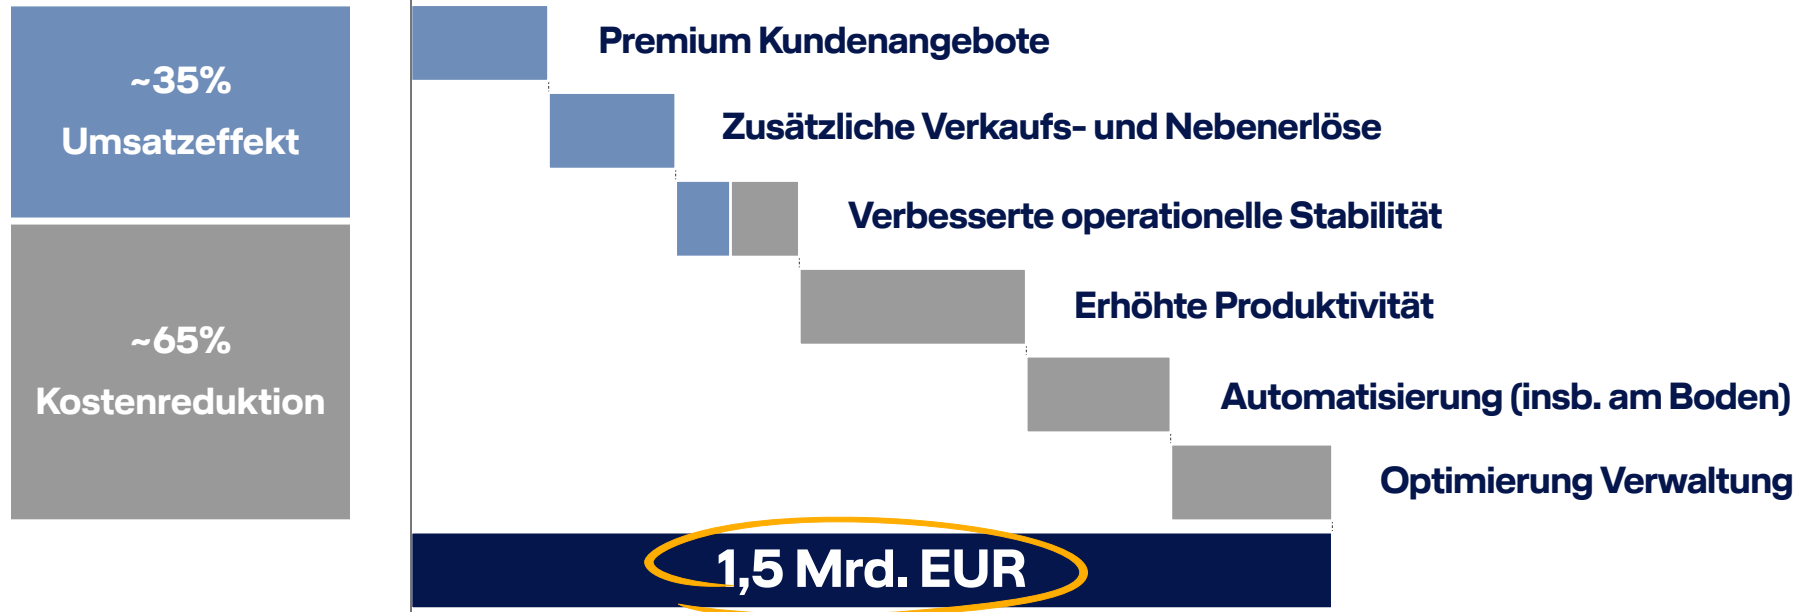 ~35%
Umsatzeffekt
~65%
Kostenreduktion
Premium Kundenangebote
Zusätzliche Verkaufs- und Nebenerlöse
Verbesserte operationelle Stabilität
Erhöhte Produktivität
Automatisierung (insb. am Boden)
Optimierung Verwaltung
1,5 Mrd. EUR